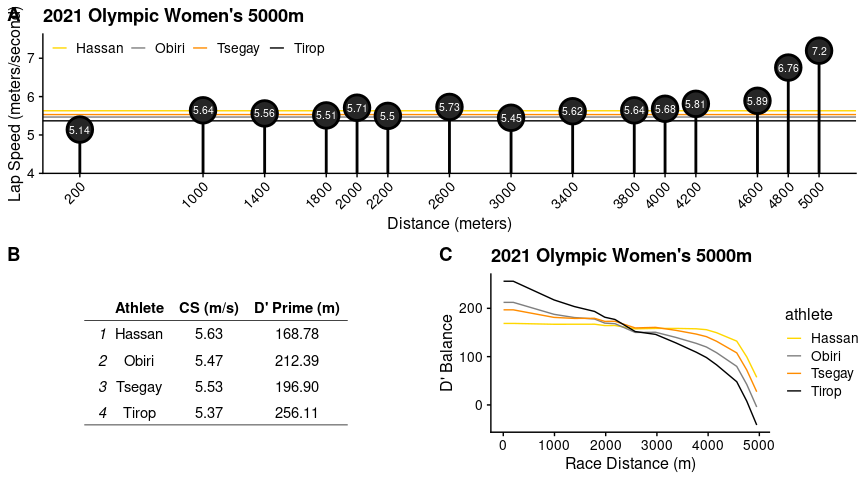 A
2021 Olympic Women's 5000m
Hassan Obiri Tsegay Tirop
Lap Speed (meters/second)
7
6
5
4
5.14 5.64 5.56 5.51 5.71 5.5 5.73 5.45 5.62 5.64 5.68 5.81 5.89 6.76 7.2
200 1000 1400 1800 2000 2200 2600 3000 3400 3800 4000 4200 4600 4800 5000
Distance (meters)
B
Athlete CS (m/s) D' Prime (m)
1 Hassan 5.63 168.78
2 Obiri 5.47 212.39
3 Tsegay 5.53 196.90
4 Tirop 5.37 256.11
C
2021 Olympic Women's 5000m
D' Balance
200
100
0
0 1000 2000 3000 4000 5000
Race Distance (m)
athlete
Hassan
Obiri
Tsegay
Tirop